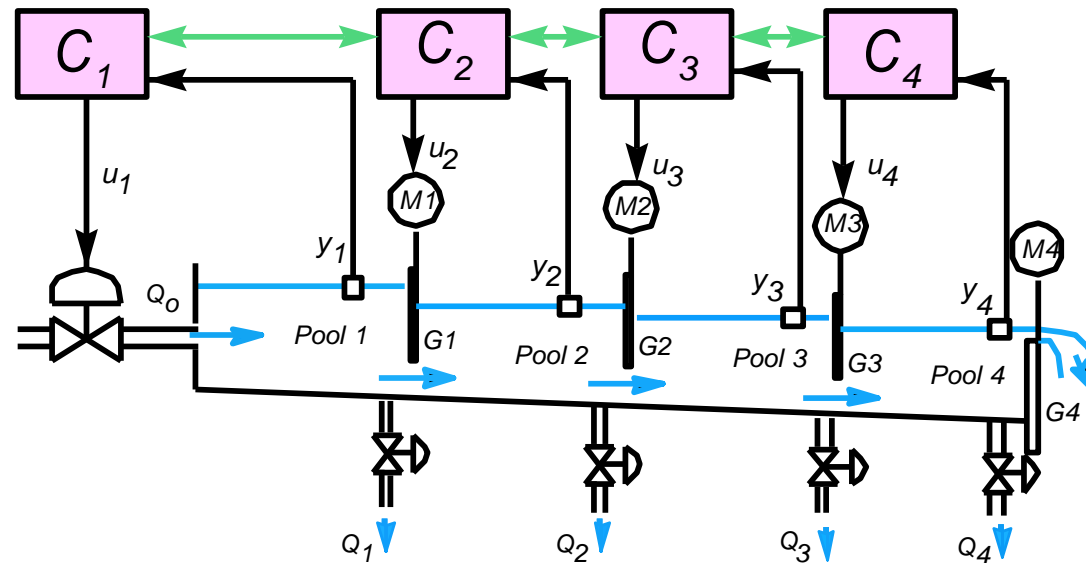 C1 C2 C3 C4
u1 u2 u3 u4
M1 M2 M3 M4
y1 y2 y3 y4
Qo
Pool 1 G1 Pool 2 G2 Pool 3 G3 Pool 4 G4
Q1 Q2 Q3 Q4